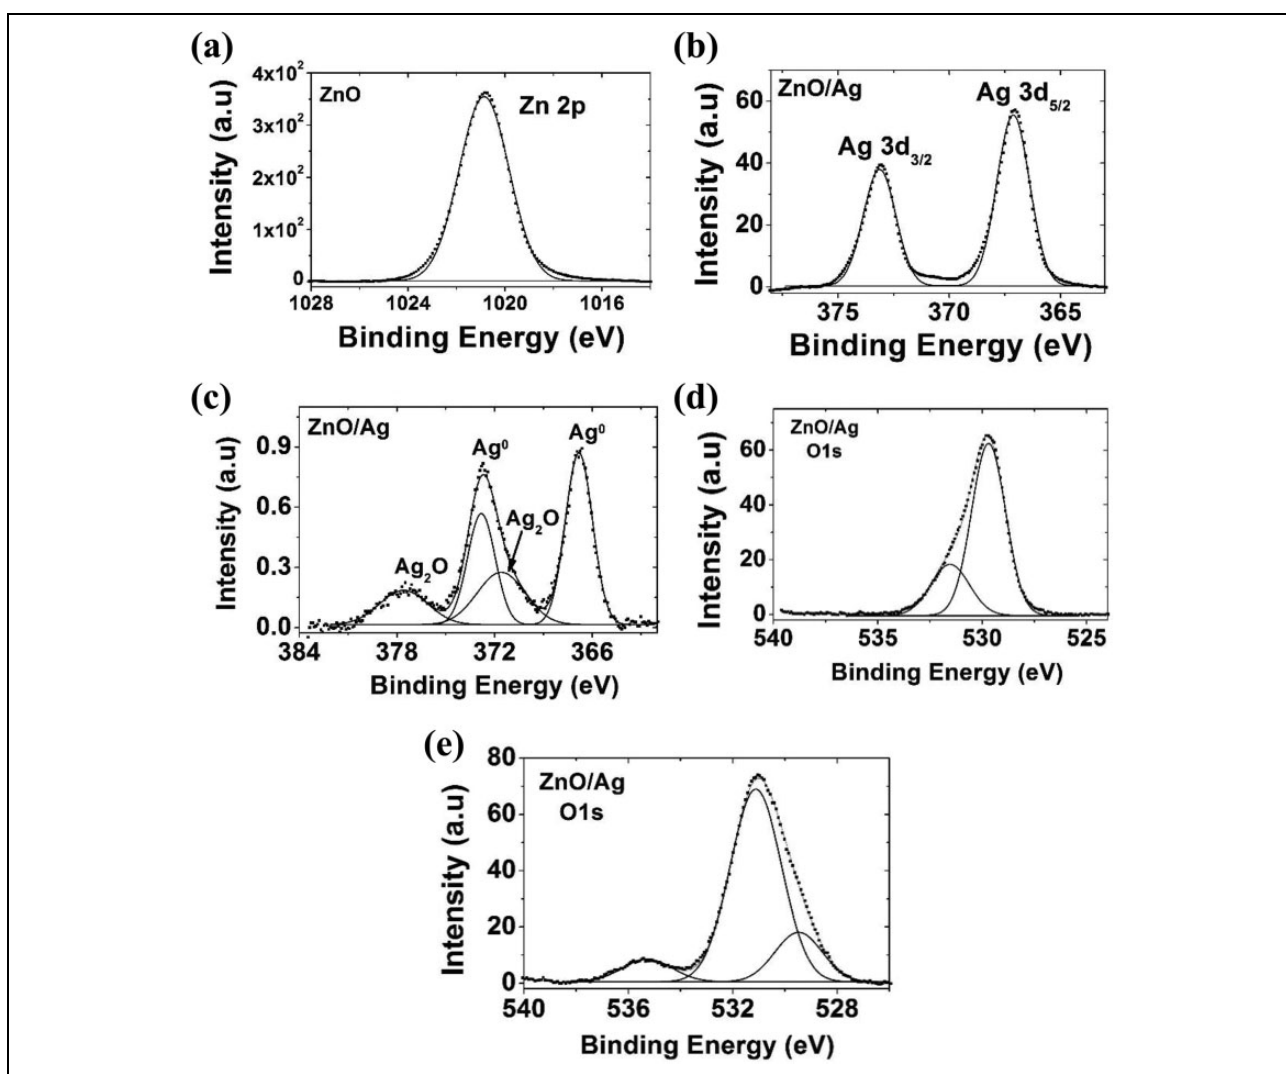 (a)
4x10²
3x10²
2x10²
1x10²
0
ZnO
Zn 2p
Intensity (a.u)
1028 1024 1020 1016
Binding Energy (eV)
(b)
60
40
20
0
ZnO/Ag
Ag 3d5/2
Ag 3d3/2
Intensity (a.u)
375 370 365
Binding Energy (eV)
(c)
0.9
0.6
0.3
0.0
ZnO/Ag
Ag⁰
Ag⁰
Ag₂O
Ag₂O
Intensity (a.u)
384 378 372 366
Binding Energy (eV)
(d)
60
40
20
0
ZnO/Ag
O1s
Intensity (a.u)
540 535 530 525
Binding Energy (eV)
(e)
80
60
40
20
0
ZnO/Ag
O1s
Intensity (a.u)
540 536 532 528
Binding Energy (eV)